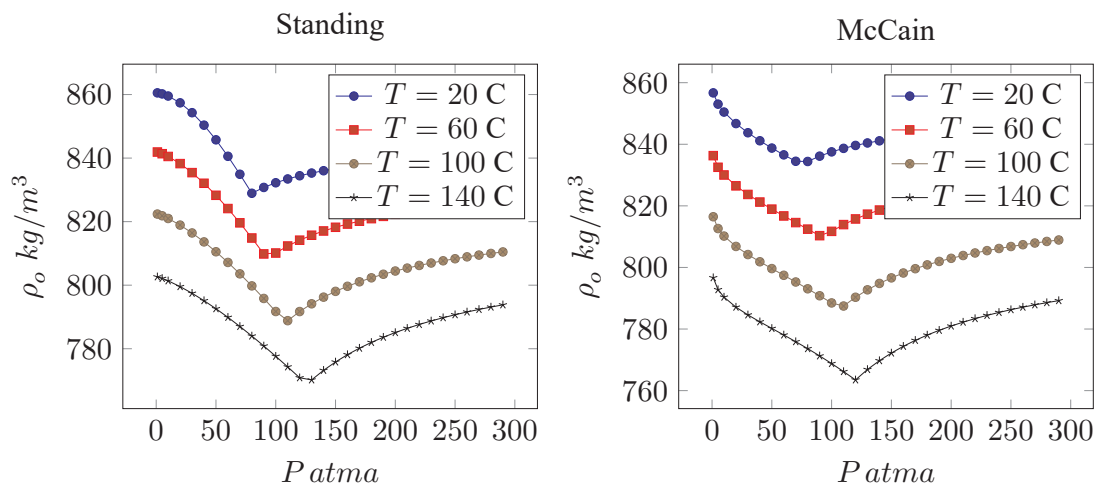 Standing
ρₒ kg/m³
860
840
820
800
780
T = 20 C
T = 60 C
T = 100 C
T = 140 C
0 50 100 150 200 250 300
P atma
McCain
ρₒ kg/m³
860
840
820
800
780
760
T = 20 C
T = 60 C
T = 100 C
T = 140 C
0 50 100 150 200 250 300
P atma